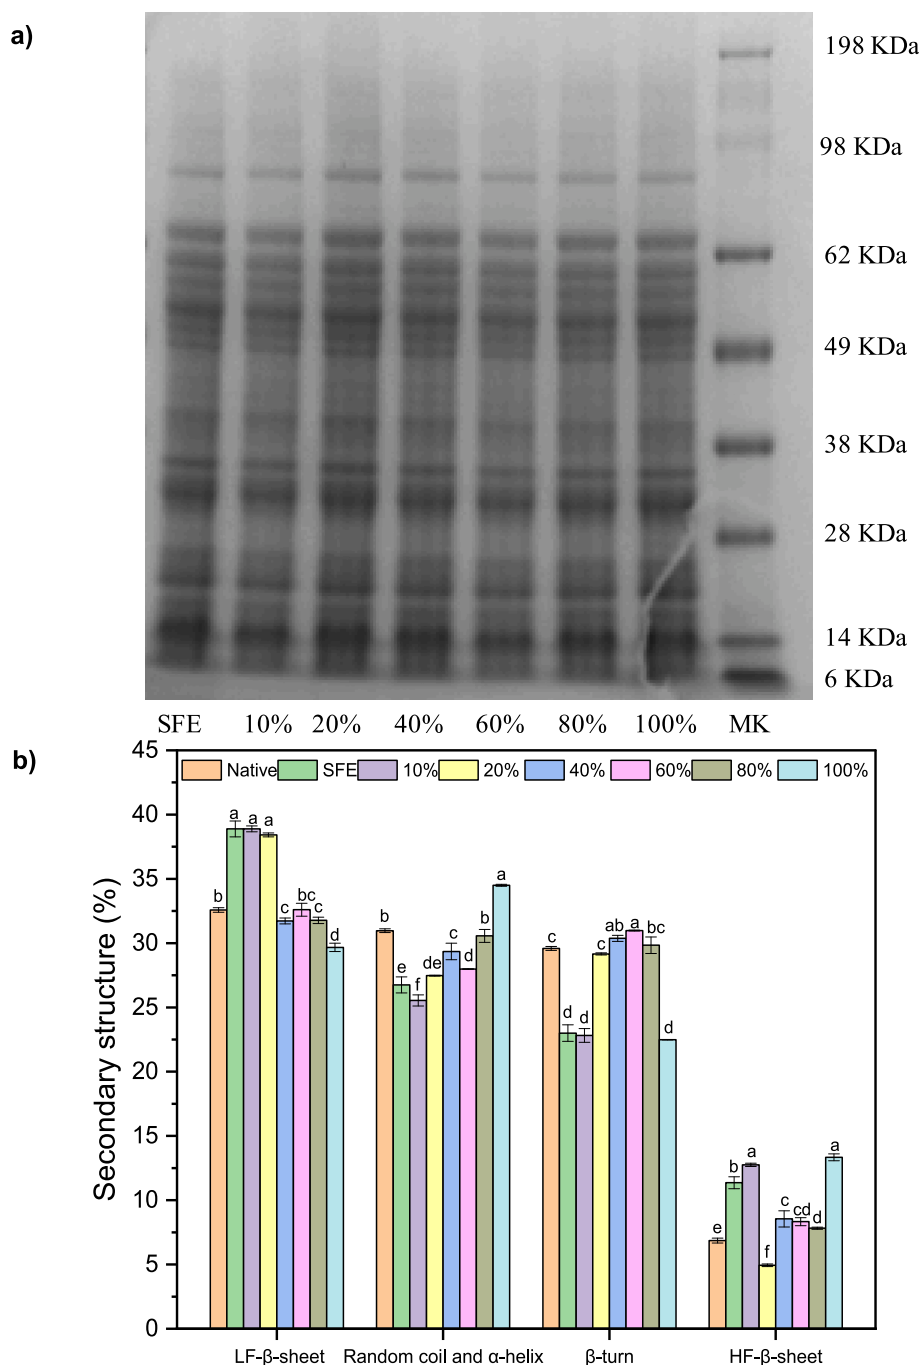 a)
198 KDa
98 KDa
62 KDa
49 KDa
38 KDa
28 KDa
14 KDa
6 KDa
SFE 10% 20% 40% 60% 80% 100% MK
b)
45
40
35
30
25
20
15
10
5
0
Secondary structure (%)
Native SFE 10% 20% 40% 60% 80% 100%
b a a a c bc c d
b e f de c d b a
c d d c ab a bc d
e b a f c cd d a
LF-β-sheet Random coil and α-helix β-turn HF-β-sheet